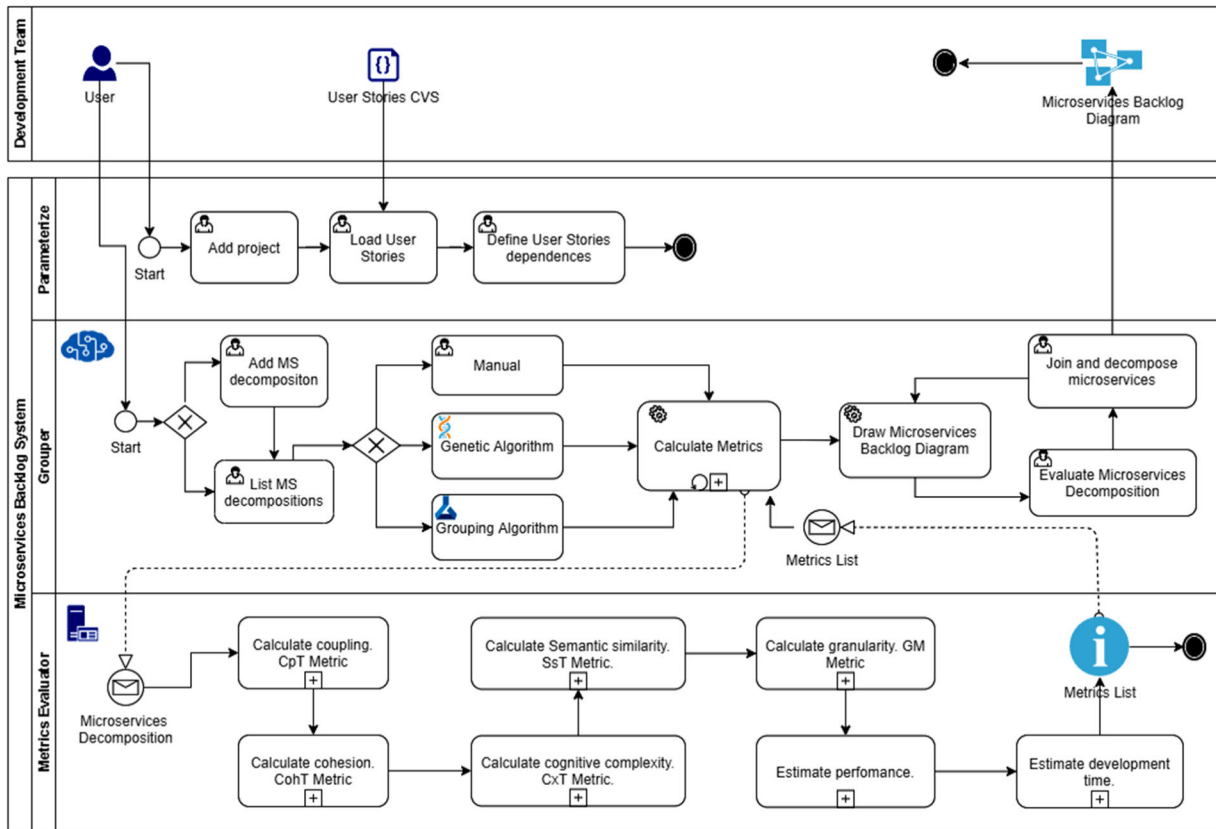 Development Team
User
User Stories CVS
Microservices Backlog
Diagram
Microservices Backlog System
Parameterize
Start
Add project
Load User
Stories
Define User Stories
dependences
Grouper
Start
Add MS
decompositon
List MS
decompositions
Manual
Genetic Algorithm
Grouping Algorithm
Calculate Metrics
Draw Microservices
Backlog Diagram
Join and decompose
microservices
Evaluate Microservices
Decomposition
Metrics List
Metrics Evaluator
Microservices
Decomposition
Calculate coupling.
CpT Metric
Calculate cohesion.
CohT Metric
Calculate Semantic similarity.
SsT Metric.
Calculate cognitive complexity.
CxT Metric.
Calculate granularity. GM
Metric
Estimate perfomance.
Metrics List
Estimate development
time.